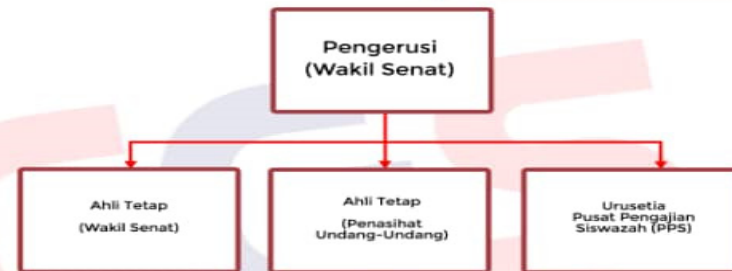 Pengerusi
(Wakil Senat)
Ahli Tetap
(Wakil Senat)
Ahli Tetap
(Penasihat
Undang-Undang)
Urusetia
Pusat Pengajian
Siswazah (PPS)